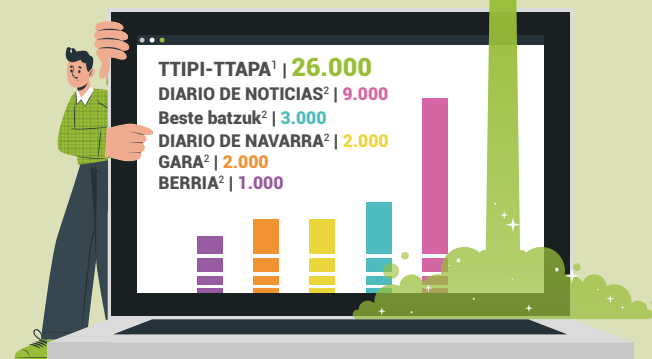 TTIPI-TTAPA¹ | 26.000
DIARIO DE NOTICIAS² | 9.000
Beste batzuk² | 3.000
DIARIO DE NAVARRA² | 2.000
GARA² | 2.000
BERRIA² | 1.000